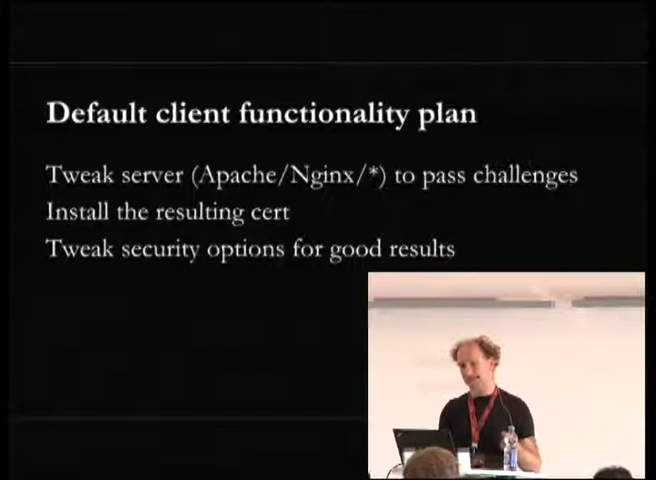 Default client functionality plan
Tweak server (Apache/Nginx/*) to pass challenges
Install the resulting cert
Tweak security options for good results